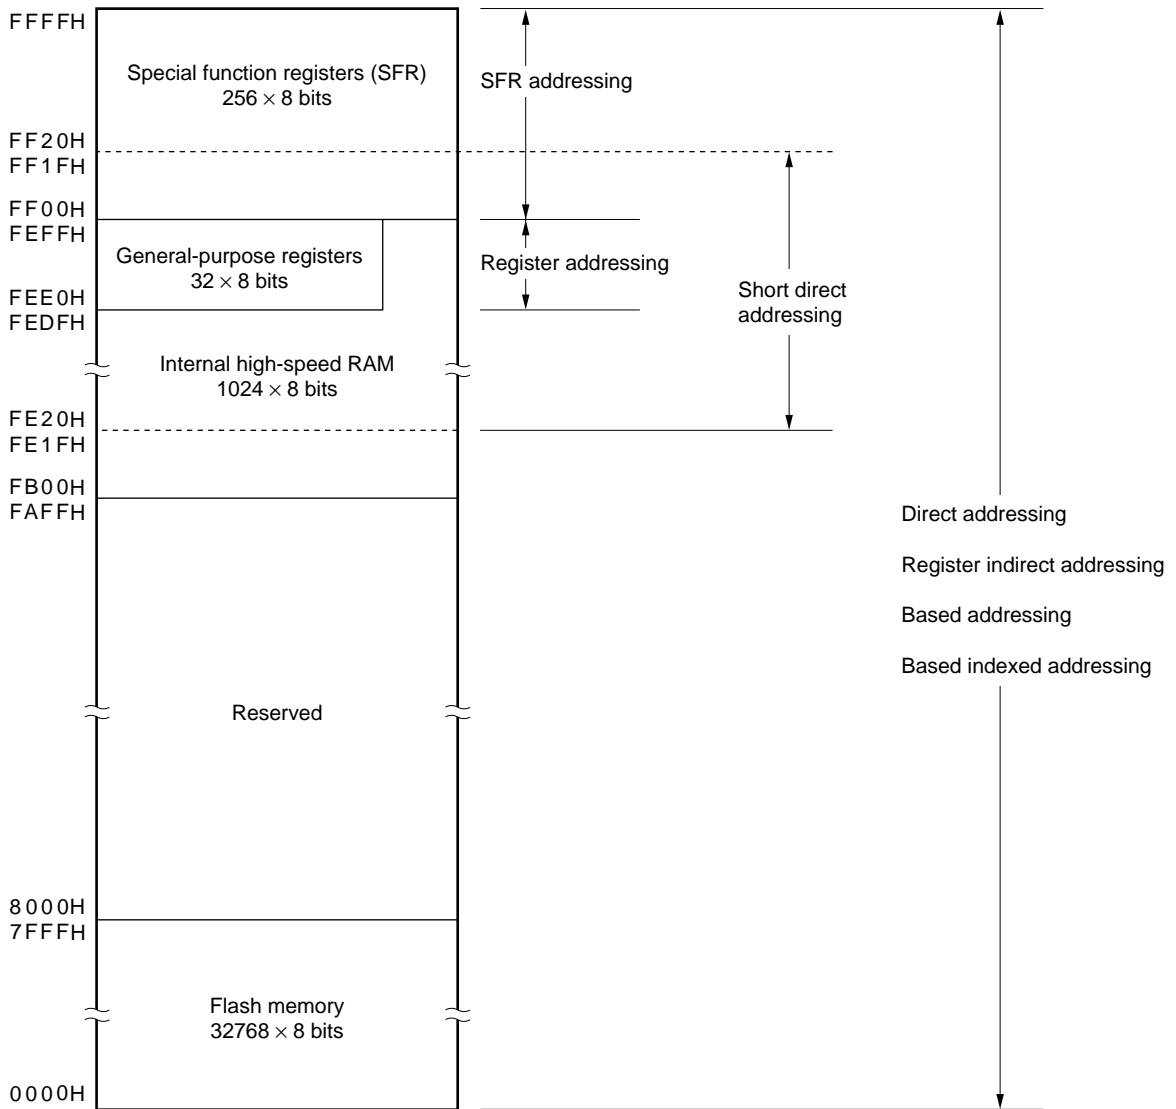 FFFFH
Special function registers (SFR)
256 × 8 bits
SFR addressing
FF20H
FF1FH
FF00H
FEFFH
General-purpose registers
32 × 8 bits
Register addressing
Short direct
addressing
FEE0H
FEDFH
Internal high-speed RAM
1024 × 8 bits
FE20H
FE1FH
FB00H
FAFFH
Direct addressing
Register indirect addressing
Based addressing
Based indexed addressing
Reserved
8000H
7FFFH
Flash memory
32768 × 8 bits
0000H